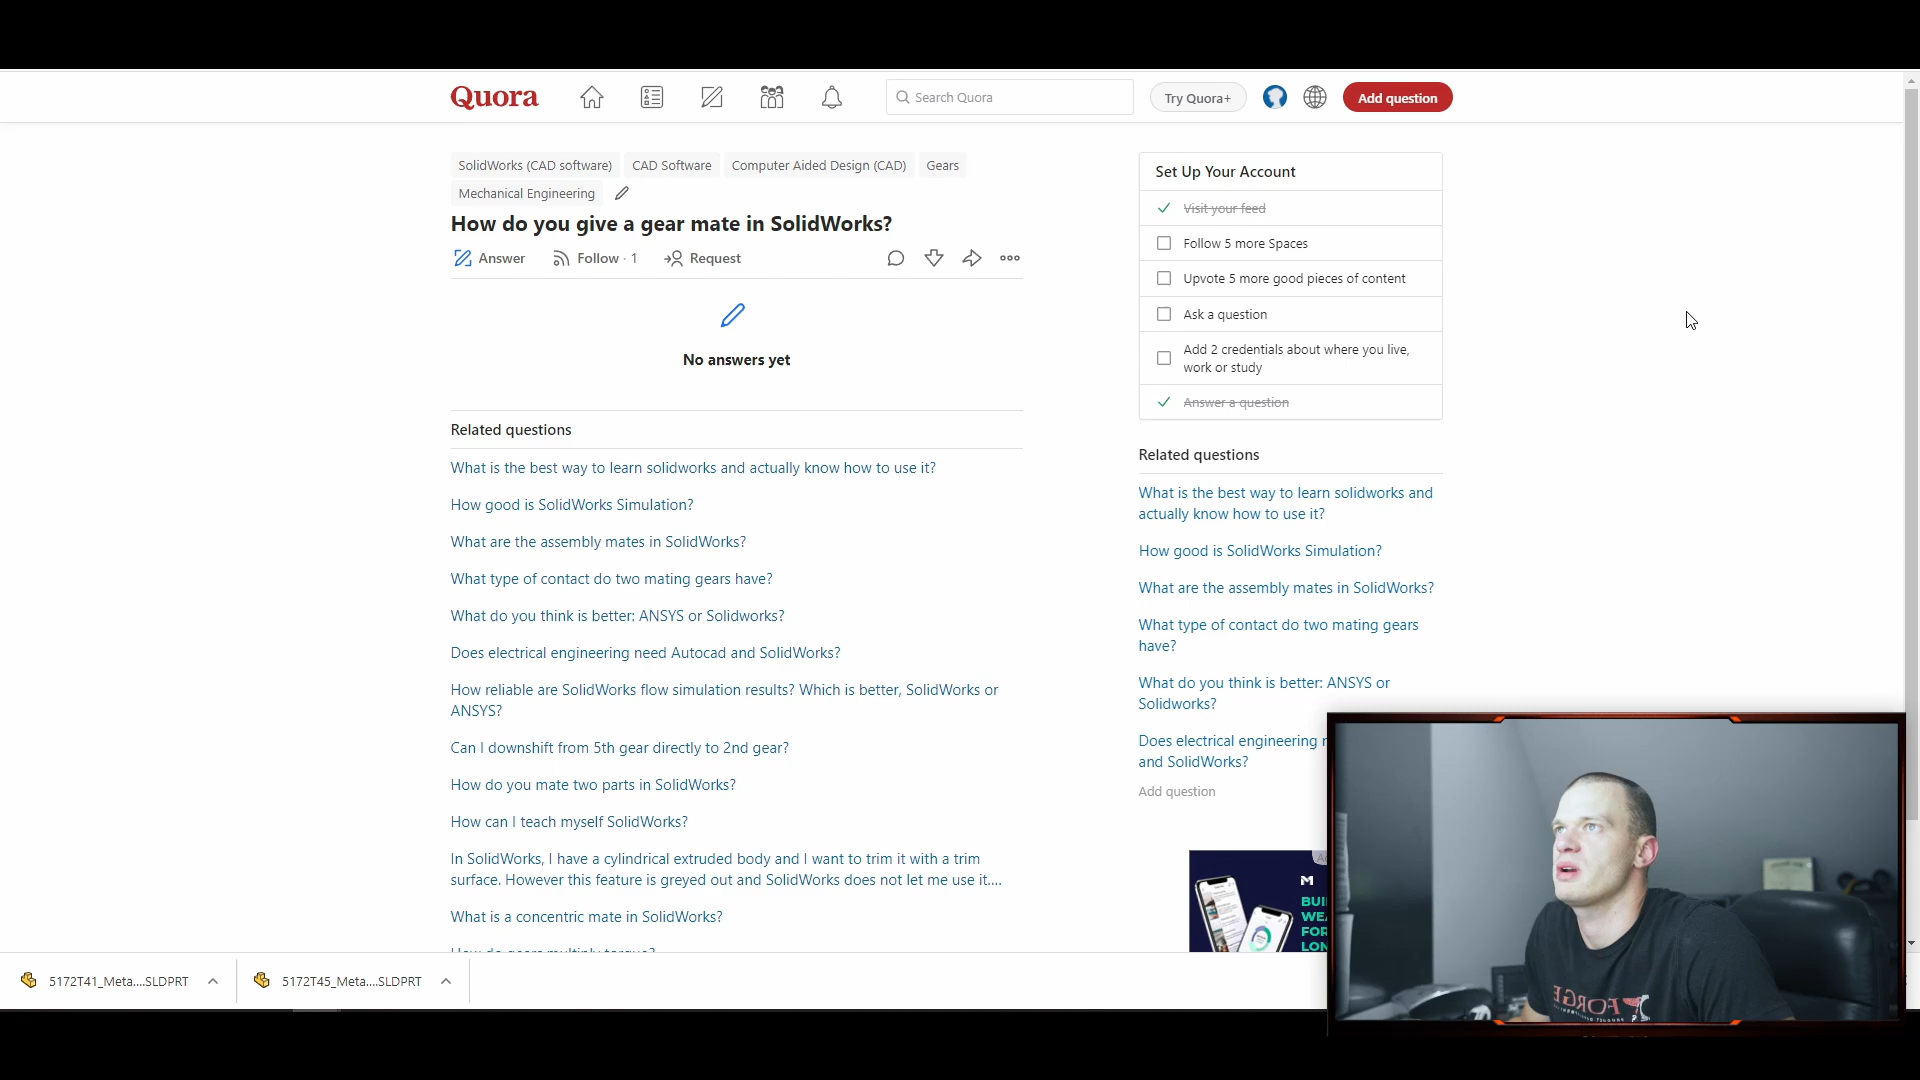 Quora
Search Quora
Try Quora+
Add question
SolidWorks (CAD software)
CAD Software
Computer Aided Design (CAD)
Gears
Mechanical Engineering
How do you give a gear mate in SolidWorks?
Answer
Follow · 1
Request
No answers yet
Related questions
What is the best way to learn solidworks and actually know how to use it?
How good is SolidWorks Simulation?
What are the assembly mates in SolidWorks?
What type of contact do two mating gears have?
What do you think is better: ANSYS or Solidworks?
Does electrical engineering need Autocad and SolidWorks?
How reliable are SolidWorks flow simulation results? Which is better, SolidWorks or
ANSYS?
Can I downshift from 5th gear directly to 2nd gear?
How do you mate two parts in SolidWorks?
How can I teach myself SolidWorks?
In SolidWorks, I have a cylindrical extruded body and I want to trim it with a trim
surface. However this feature is greyed out and SolidWorks does not let me use it....
What is a concentric mate in SolidWorks?
Set Up Your Account
Visit your feed
Follow 5 more Spaces
Upvote 5 more good pieces of content
Ask a question
Add 2 credentials about where you live,
work or study
Answer a question
Related questions
What is the best way to learn solidworks and
actually know how to use it?
How good is SolidWorks Simulation?
What are the assembly mates in SolidWorks?
What type of contact do two mating gears
have?
What do you think is better: ANSYS or
Solidworks?
Does electrical engineering
and SolidWorks?
Add question
M
5172T41_Meta....SLDPRT
5172T45_Meta....SLDPRT
FORGE